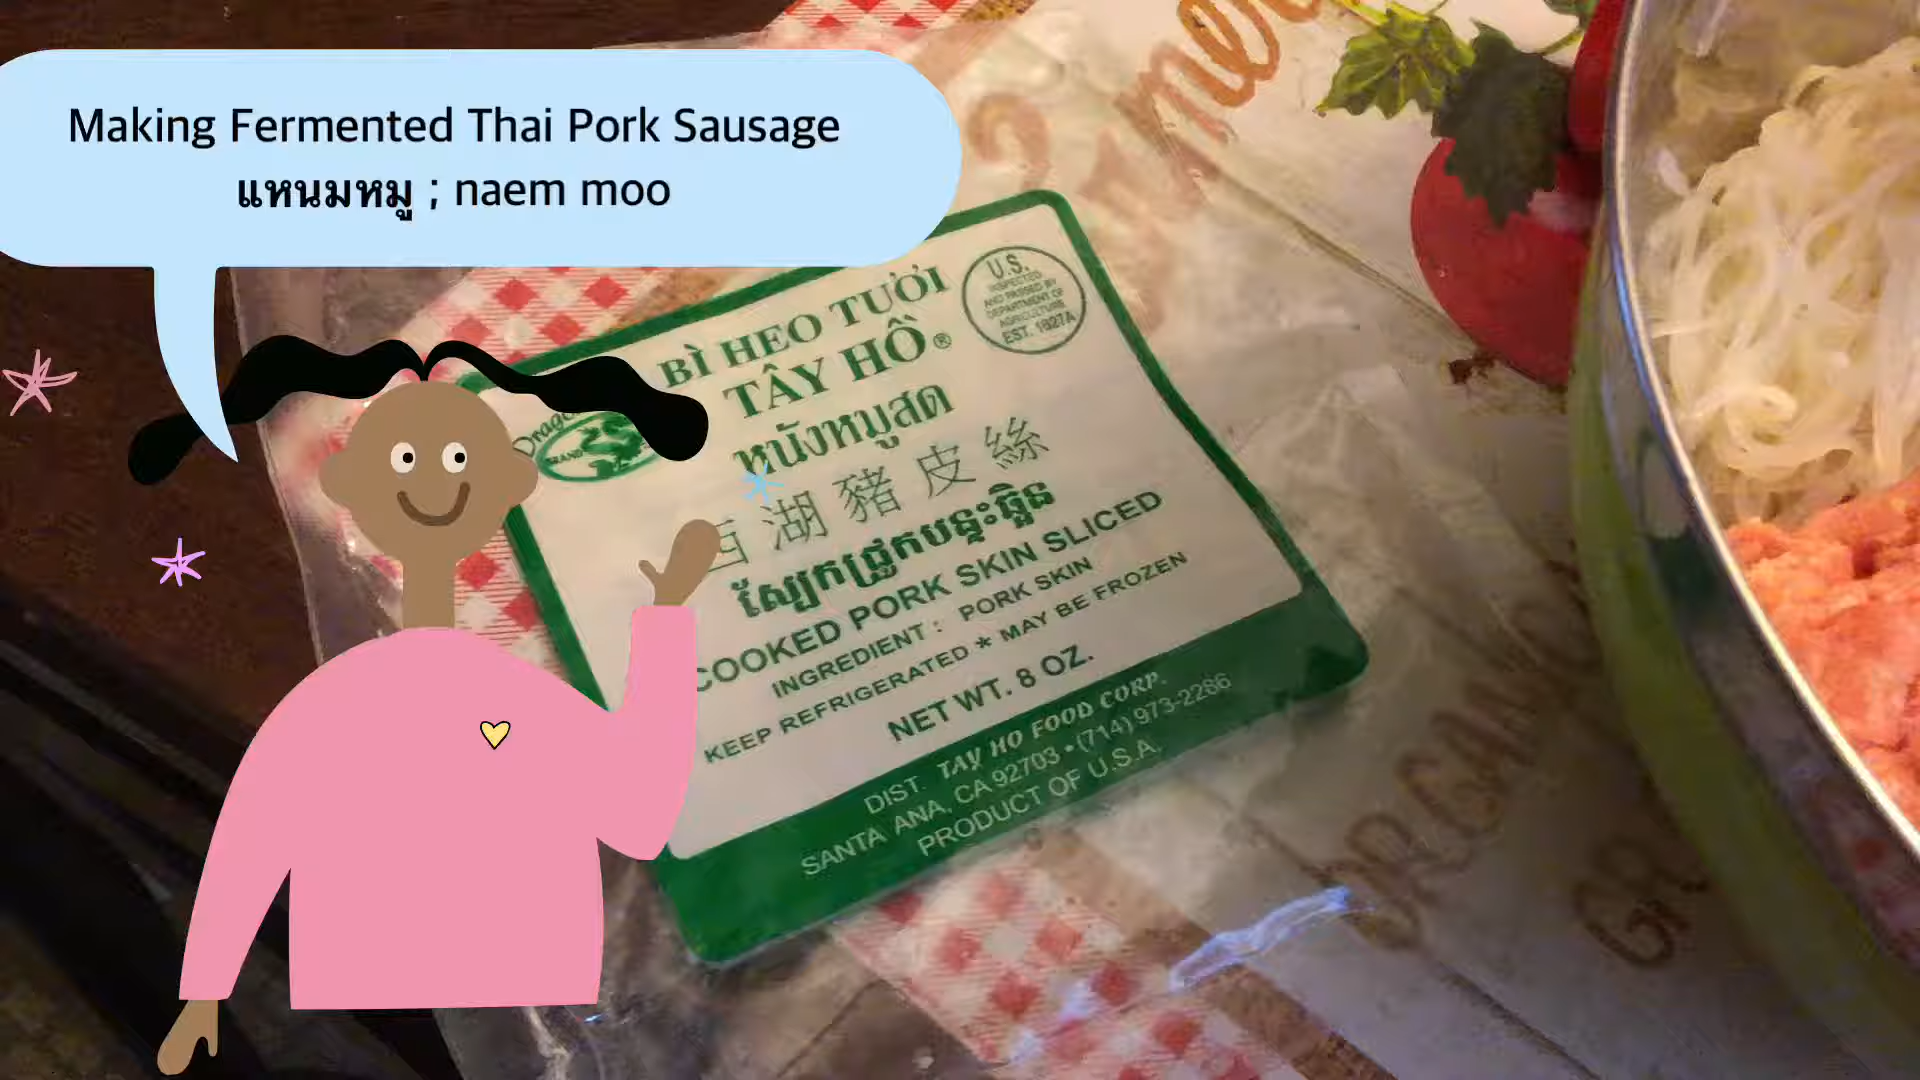 Making Fermented Thai Pork Sausage
แหนมหมู ; naem moo
BÌ HEO TƯƠI
TÂY HỒ®
หนังหมูสด
西湖豬皮絲
ស្បែកជ្រូកបន្ទះឆ្អិន
COOKED PORK SKIN SLICED
INGREDIENT : PORK SKIN
KEEP REFRIGERATED * MAY BE FROZEN
NET WT. 8 OZ.
DIST. TAY HO FOOD CORP.
SANTA ANA, CA 92703 • (714) 973-2286
PRODUCT OF U.S.A.
U.S.
INSPECTED
AND PASSED BY
DEPARTMENT OF
AGRICULTURE
EST. 1827A
BRAND
ORGANIC